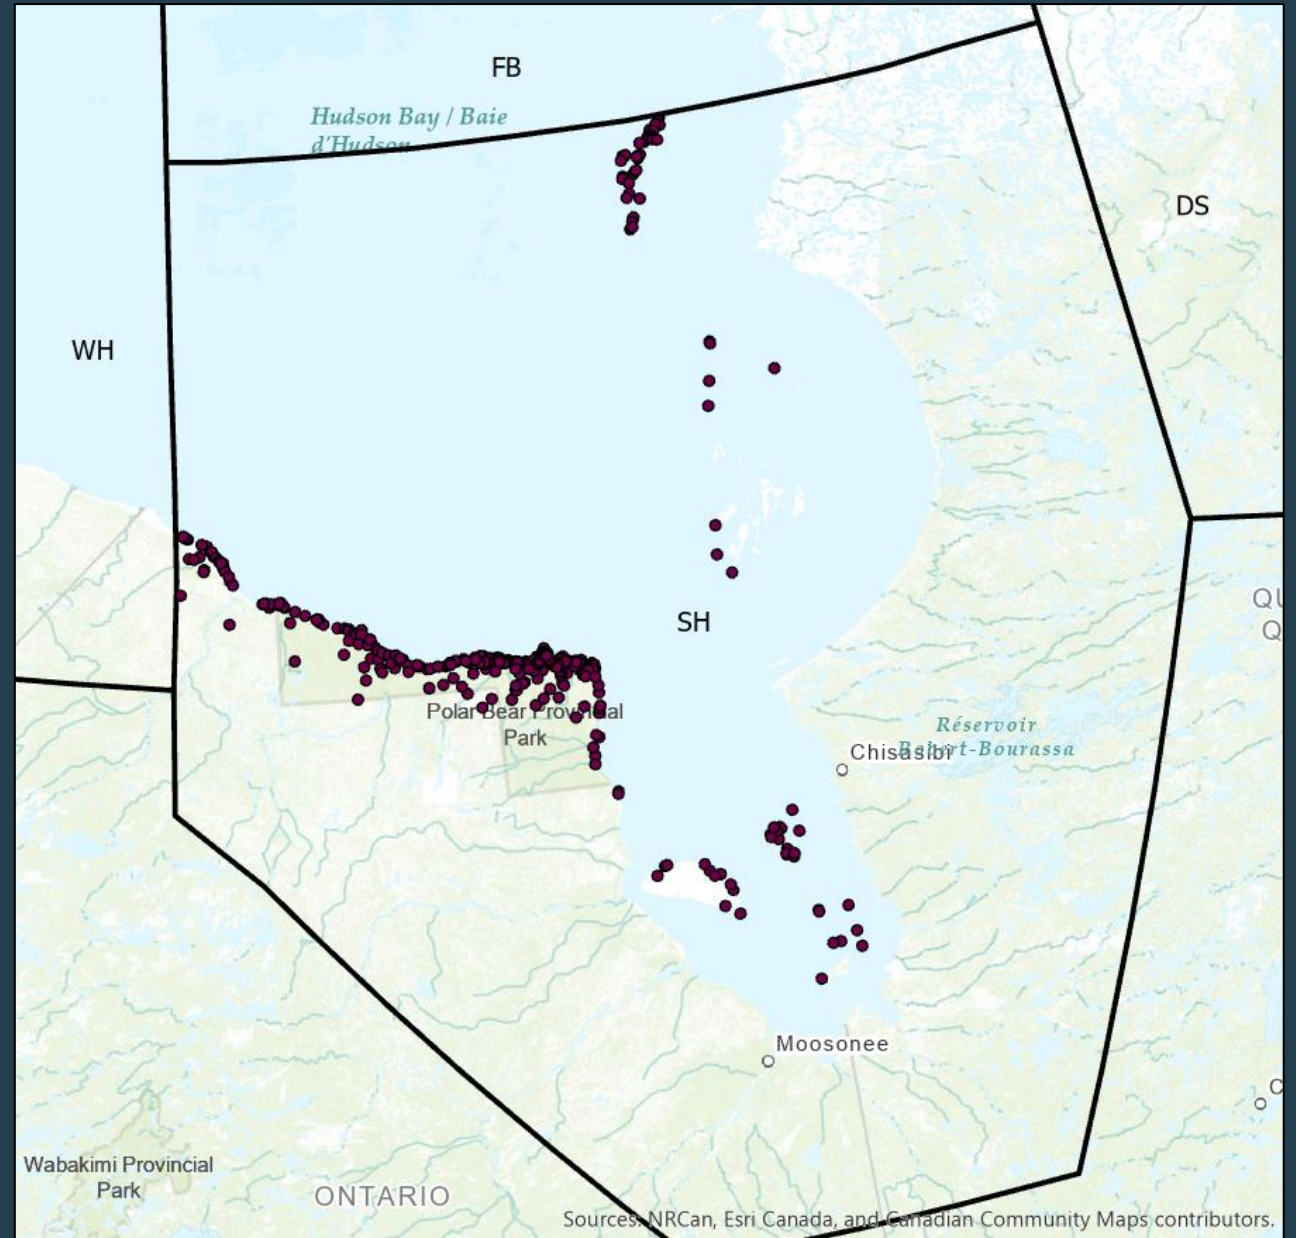 FB
Hudson Bay / Baie
d'Hudson
DS
WH
SH
Polar Bear Provincial
Park
Réservoir
Robert-Bourassa
Chisasibi
QU
Q
Moosonee
C
Wabakimi Provincial
Park
ONTARIO
Sources: NRCan, Esri Canada, and Canadian Community Maps contributors.